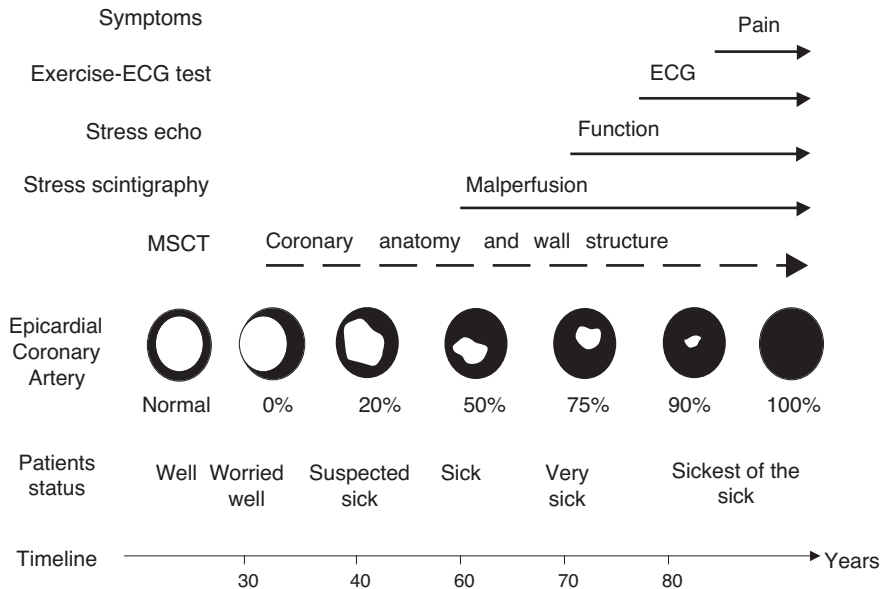 Symptoms
Pain
Exercise-ECG test
ECG
Stress echo
Function
Stress scintigraphy
Malperfusion
MSCT
Coronary anatomy and wall structure
Epicardial
Coronary
Artery
Normal 0% 20% 50% 75% 90% 100%
Patients
status
Well
Worried
well
Suspected
sick
Sick
Very
sick
Sickest of the
sick
Timeline
Years
30 40 60 70 80